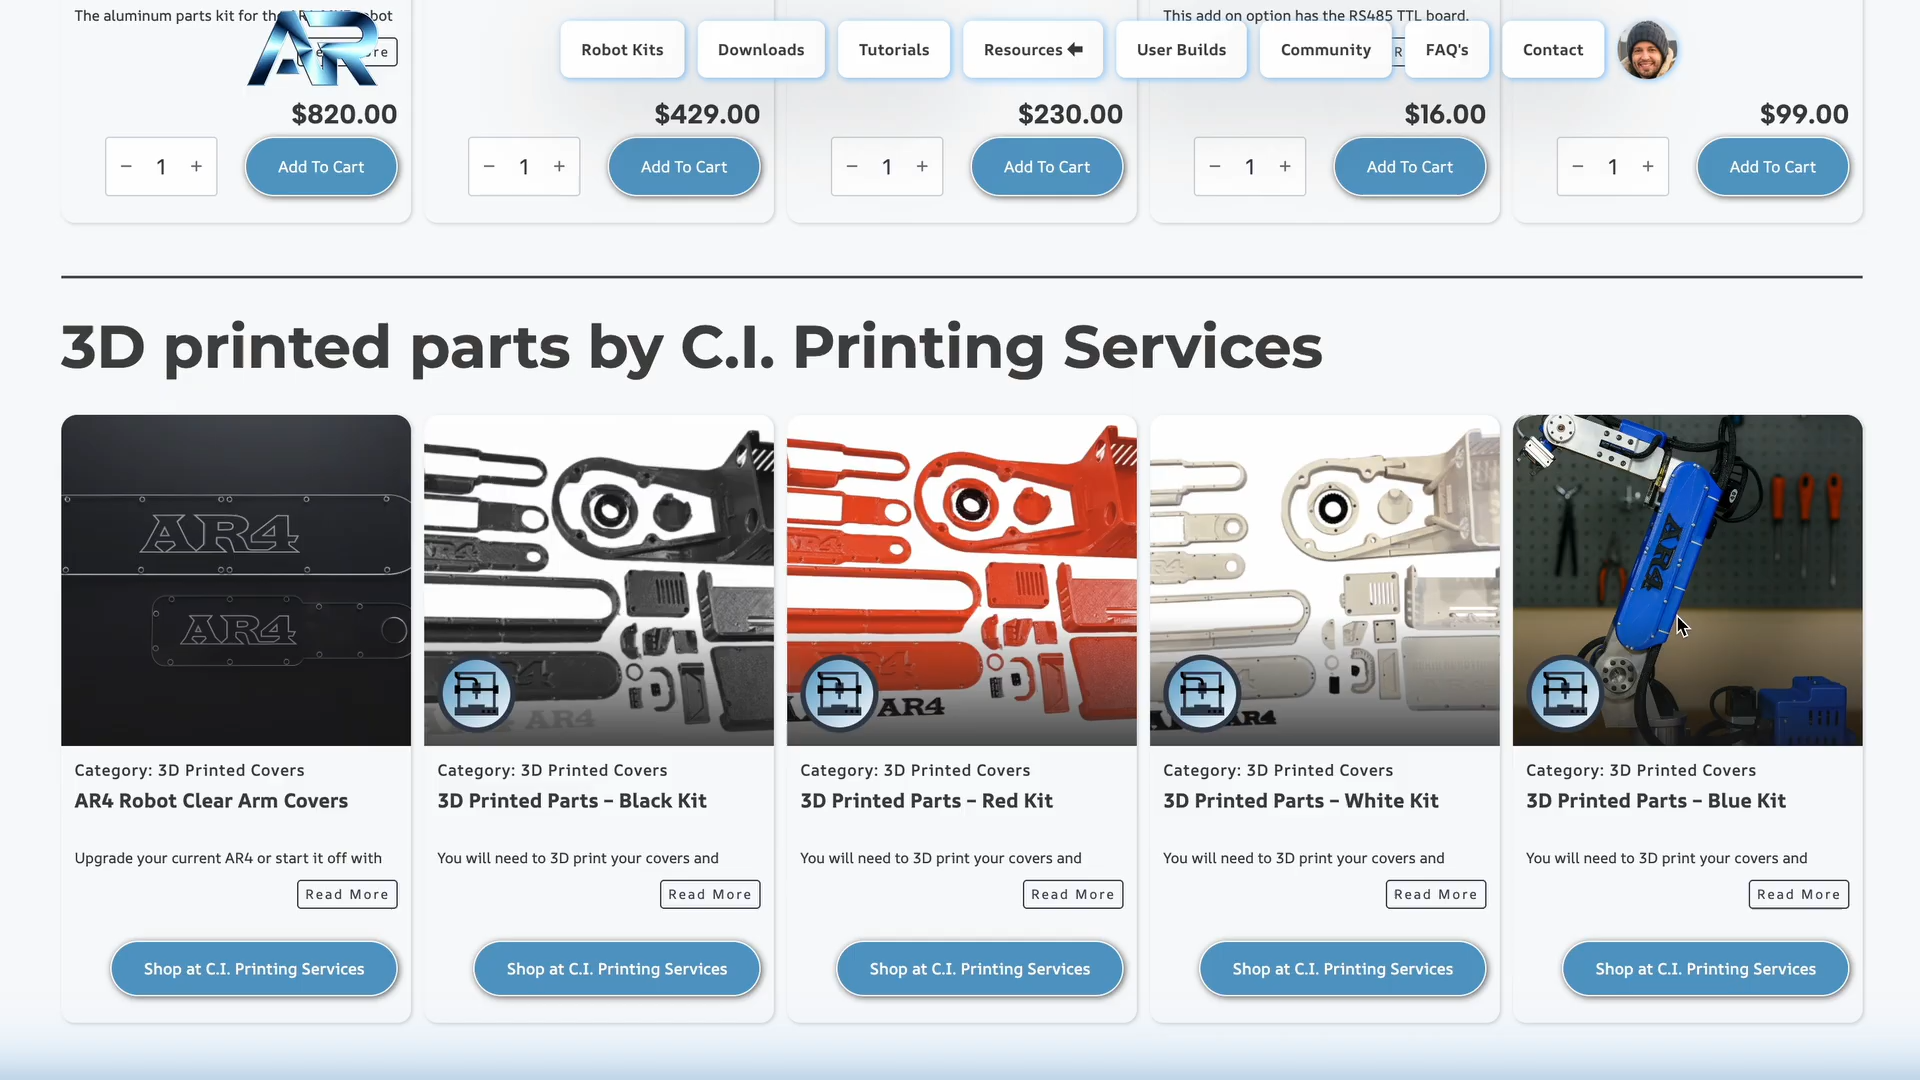 The aluminum parts kit for the
robot
This add on option has the RS485 TTL board.
AR
Robot Kits
Downloads
Tutorials
Resources
User Builds
Community
FAQ's
Contact
$820.00
$429.00
$230.00
$16.00
$99.00
− 1 +
Add To Cart
− 1 +
Add To Cart
− 1 +
Add To Cart
− 1 +
Add To Cart
− 1 +
Add To Cart
3D printed parts by C.I. Printing Services
AR4
AR4
AR4
AR4
AR4
AR4
AR4
Category: 3D Printed Covers
AR4 Robot Clear Arm Covers
Upgrade your current AR4 or start it off with
Read More
Shop at C.I. Printing Services
Category: 3D Printed Covers
3D Printed Parts – Black Kit
You will need to 3D print your covers and
Read More
Shop at C.I. Printing Services
Category: 3D Printed Covers
3D Printed Parts – Red Kit
You will need to 3D print your covers and
Read More
Shop at C.I. Printing Services
Category: 3D Printed Covers
3D Printed Parts – White Kit
You will need to 3D print your covers and
Read More
Shop at C.I. Printing Services
Category: 3D Printed Covers
3D Printed Parts – Blue Kit
You will need to 3D print your covers and
Read More
Shop at C.I. Printing Services